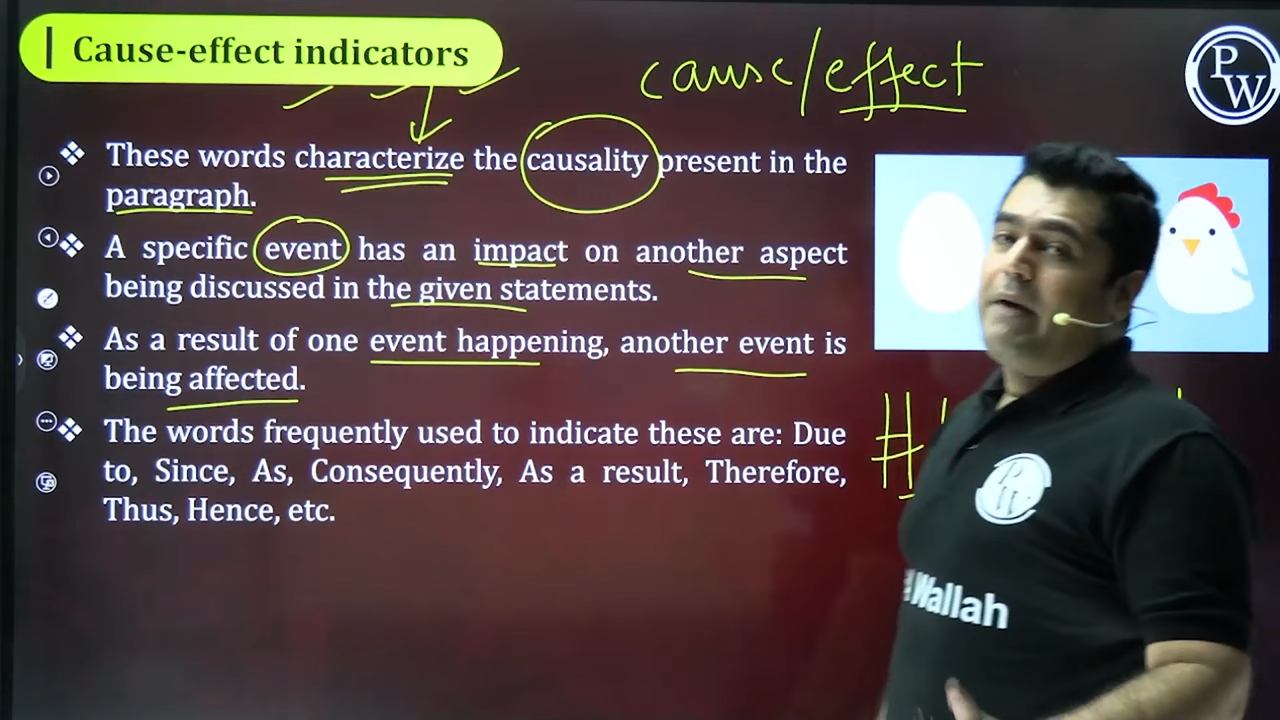 Cause-effect indicators
cause/effect
PW
❖ These words characterize the causality present in the
paragraph.
❖ A specific event has an impact on another aspect
being discussed in the given statements.
❖ As a result of one event happening, another event is
being affected.
❖ The words frequently used to indicate these are: Due
to, Since, As, Consequently, As a result, Therefore,
Thus, Hence, etc.
#
Wallah